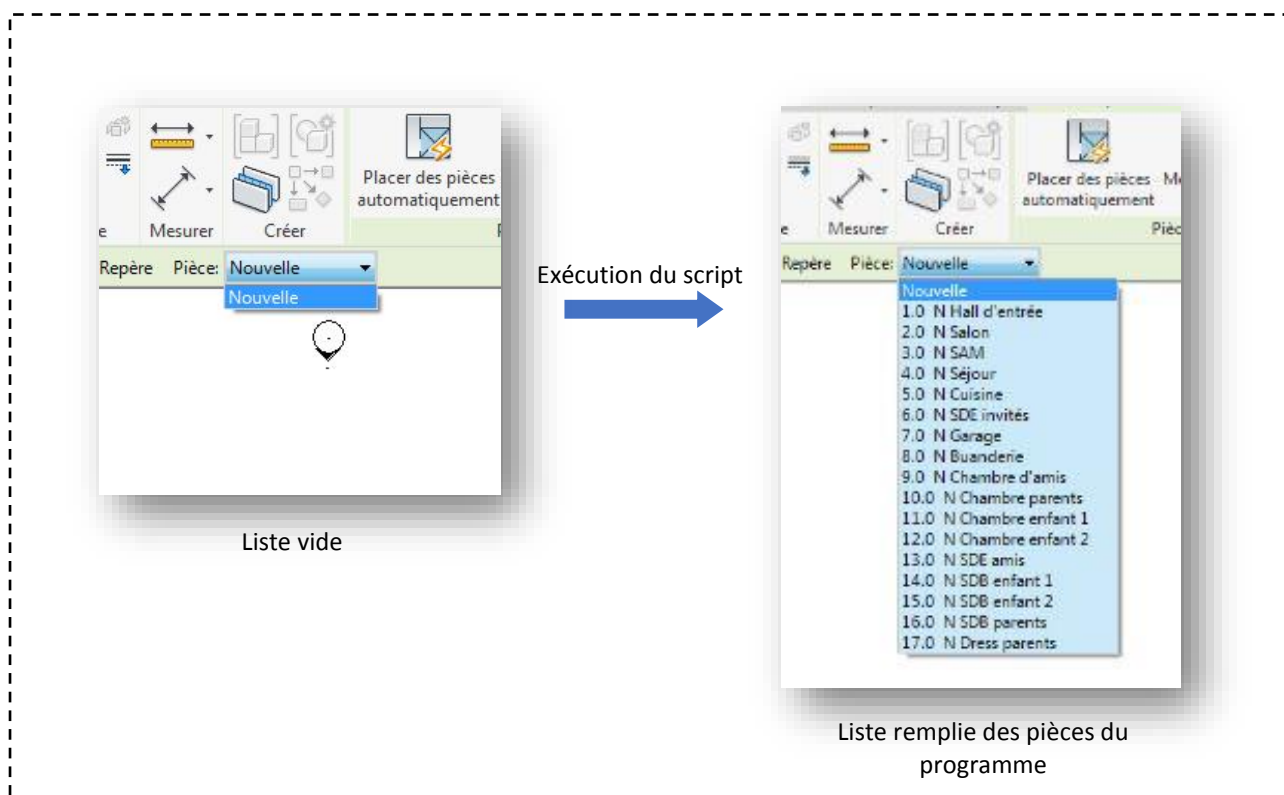 Placer des pièces
automatiquement
e Mesurer Créer
Repère Pièce: Nouvelle
Nouvelle
Liste vide
Exécution du script
Placer des pièces
automatiquement
e Mesurer Créer Pièc
Repère Pièce: Nouvelle
Nouvelle
1.0 N Hall d'entrée
2.0 N Salon
3.0 N SAM
4.0 N Séjour
5.0 N Cuisine
6.0 N SDE invités
7.0 N Garage
8.0 N Buanderie
9.0 N Chambre d'amis
10.0 N Chambre parents
11.0 N Chambre enfant 1
12.0 N Chambre enfant 2
13.0 N SDE amis
14.0 N SDB enfant 1
15.0 N SDB enfant 2
16.0 N SDB parents
17.0 N Dress parents
Liste remplie des pièces du
programme